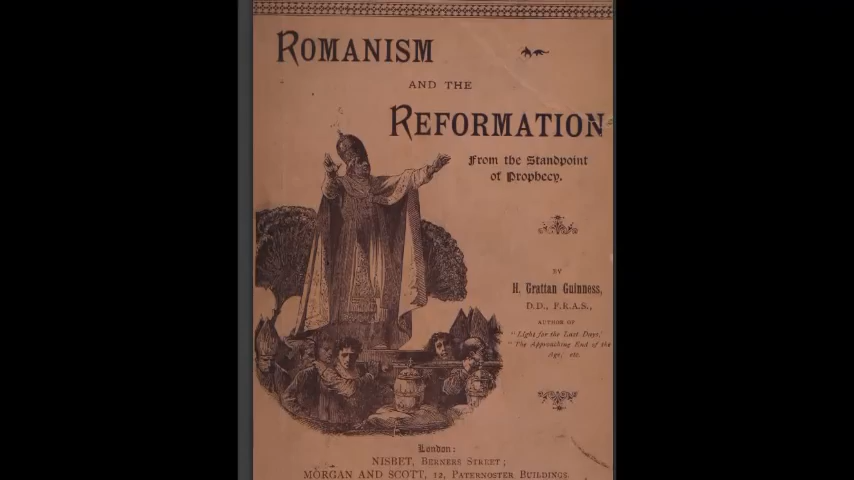 ROMANISM
AND THE
REFORMATION
From the Standpoint
of Prophecy.
BY
H. Grattan Guinness,
D.D., F.R.A.S.,
AUTHOR OF
"Light for the Last Days,"
"The Approaching End of the
Age," etc.
London:
NISBET, BERNERS STREET;
MORGAN AND SCOTT, 12, PATERNOSTER BUILDINGS.